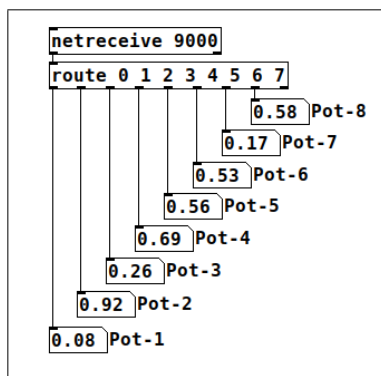 netreceive 9000
route 0 1 2 3 4 5 6 7
0.58 Pot-8
0.17 Pot-7
0.53 Pot-6
0.56 Pot-5
0.69 Pot-4
0.26 Pot-3
0.92 Pot-2
0.08 Pot-1